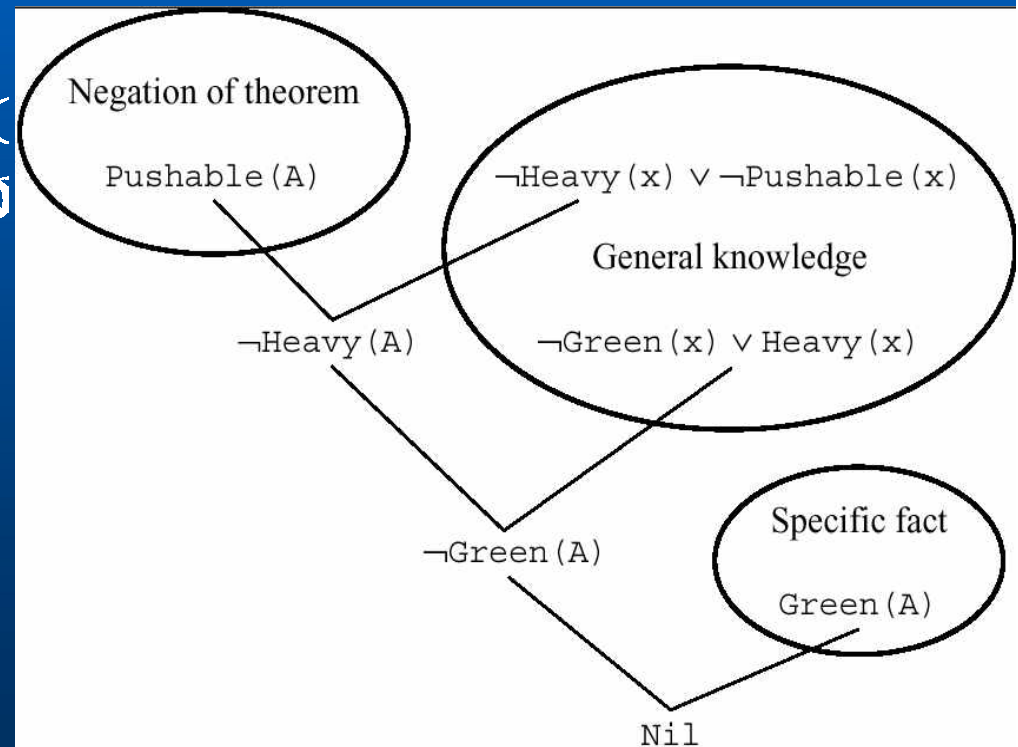 Negation of theorem
Pushable(A)
¬Heavy(x) ∨ ¬Pushable(x)
General knowledge
¬Heavy(A)
¬Green(x) ∨ Heavy(x)
¬Green(A)
Specific fact
Green(A)
Nil